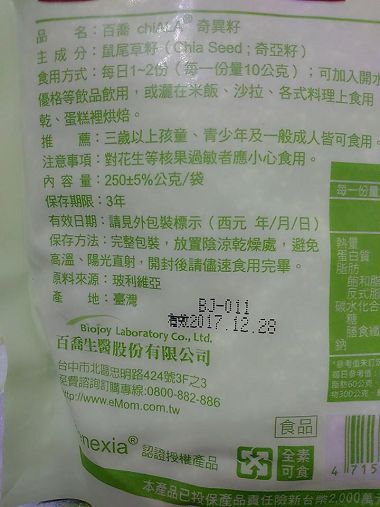 品　　名：百喬 chiALA® 奇異籽
主 成 分：鼠尾草籽（Chia Seed；奇亞籽）
食用方式：每日1~2份（每一份量10公克）；可加入開水
優格等飲品飲用，或灑在米飯、沙拉、各式料理上食用
乾、蛋糕裡烘焙。
推　　薦：三歲以上孩童、青少年及一般成人皆可食用。
注意事項：對花生等核果過敏者應小心食用。
內 容 量：250±5%公克/袋
保存期限：3年
有效日期：請見外包裝標示（西元 年/月/日）
保存方法：完整包裝，放置陰涼乾燥處，避免
高溫、陽光直射，開封後請儘速食用完畢。
原料來源：玻利維亞
產　　地：臺灣
BJ-011
有效2017.12.28
Biojoy Laboratory Co., Ltd.
百喬生醫股份有限公司
台中市北區忠明路424號3F之3
免費諮詢訂購專線:0800-882-886
http://www.eMom.com.tw
食品
enexia® 認證授權產品
全素
可食
4 715
本產品已投保產品責任險新台幣2,000萬元
每一份量
熱量
蛋白質
脂肪
飽和脂
反式脂
碳水化合
糖
膳食纖
鈉